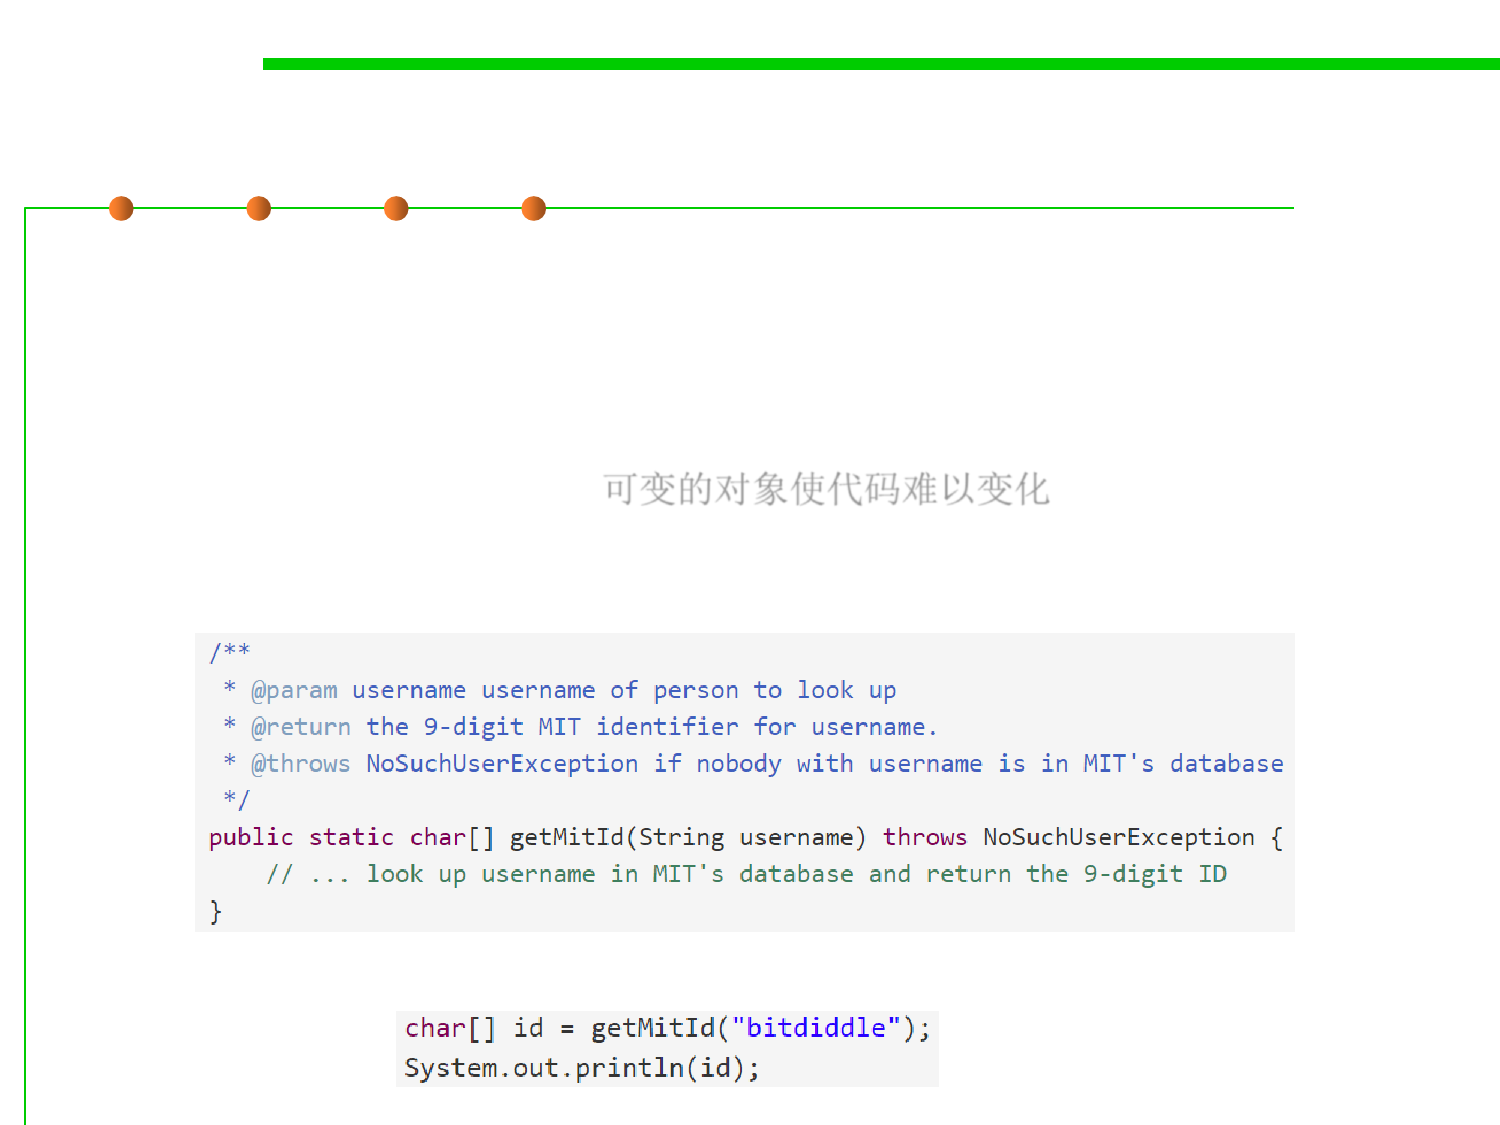 可变的对象使代码难以变化
/**
 * @param username username of person to look up
 * @return the 9-digit MIT identifier for username.
 * @throws NoSuchUserException if nobody with username is in MIT's database
 */
public static char[] getMitId(String username) throws NoSuchUserException {
    // ... look up username in MIT's database and return the 9-digit ID
}
char[] id = getMitId("bitdiddle");
System.out.println(id);